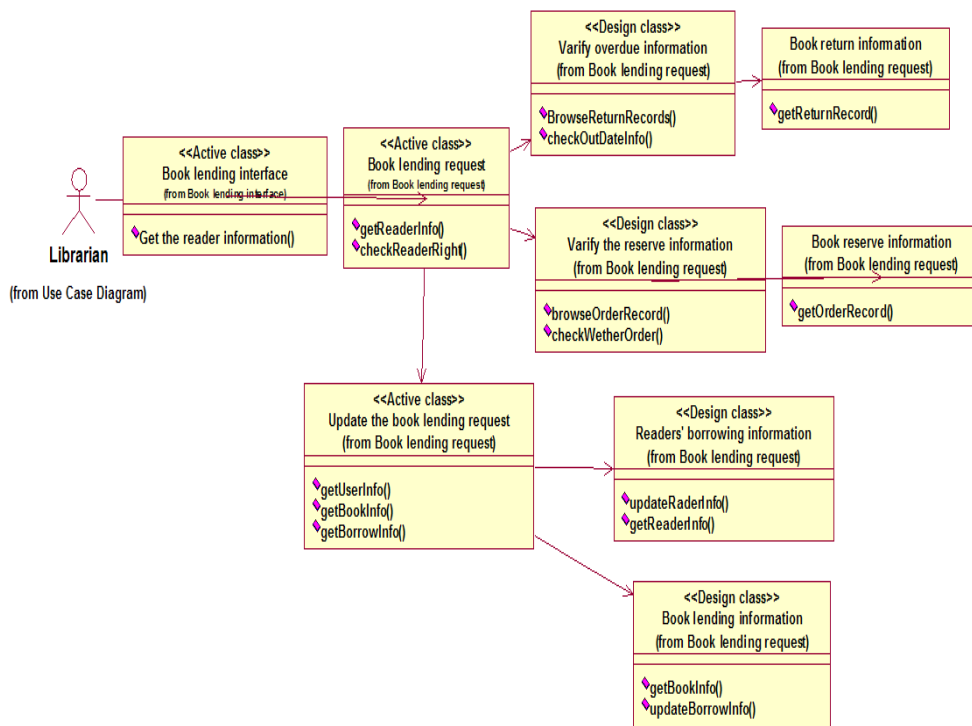 Librarian
(from Use Case Diagram)
<<Active class>>
Book lending interface
(from Book lending interface)
Get the reader information()
<<Active class>>
Book lending request
(from Book lending request)
getReaderInfo()
checkReaderRight()
<<Design class>>
Varify overdue information
(from Book lending request)
BrowseReturnRecords()
checkOutDateInfo()
Book return information
(from Book lending request)
getReturnRecord()
<<Design class>>
Varify the reserve information
(from Book lending request)
browseOrderRecord()
checkWetherOrder()
Book reserve information
(from Book lending request)
getOrderRecord()
<<Active class>>
Update the book lending request
(from Book lending request)
getUserInfo()
getBookInfo()
getBorrowInfo()
<<Design class>>
Readers' borrowing information
(from Book lending request)
updateRaderInfo()
getReaderInfo()
<<Design class>>
Book lending information
(from Book lending request)
getBookInfo()
updateBorrowInfo()